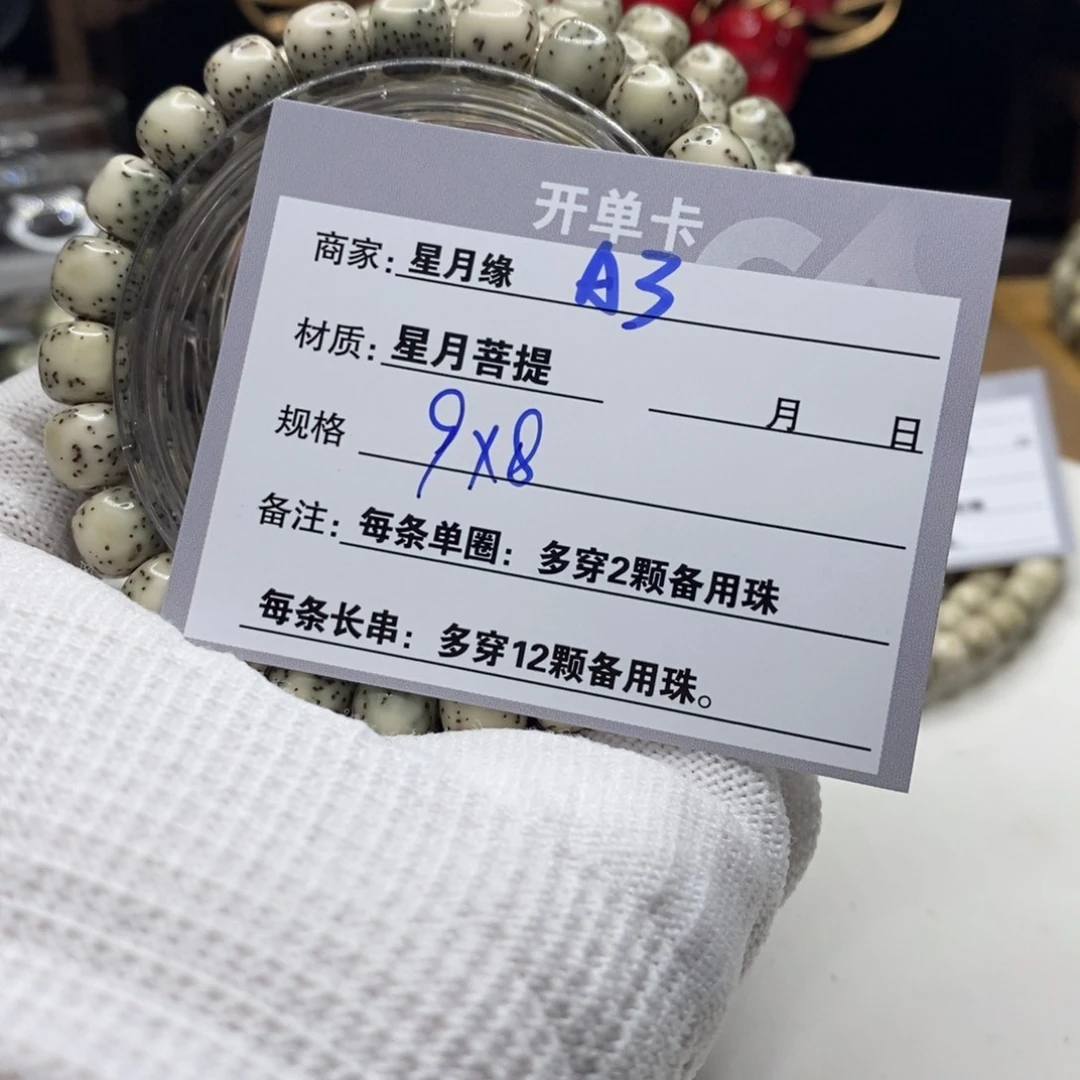 开单卡
商家：星月缘 A3
材质：星月菩提 月 日
规格 9x8
备注：每条单圈：多穿2颗备用珠
每条长串：多穿12颗备用珠。